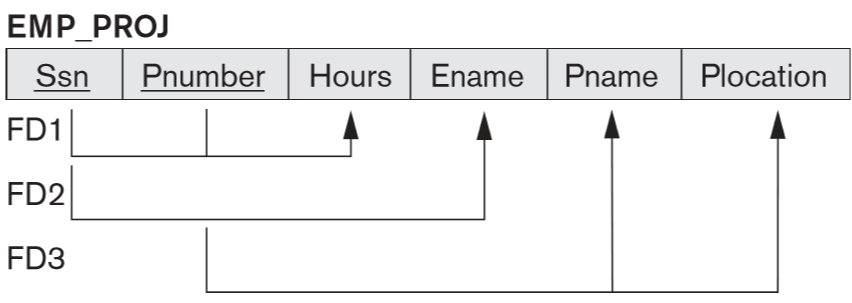 EMP_PROJ
Ssn Pnumber Hours Ename Pname Plocation
FD1
FD2
FD3